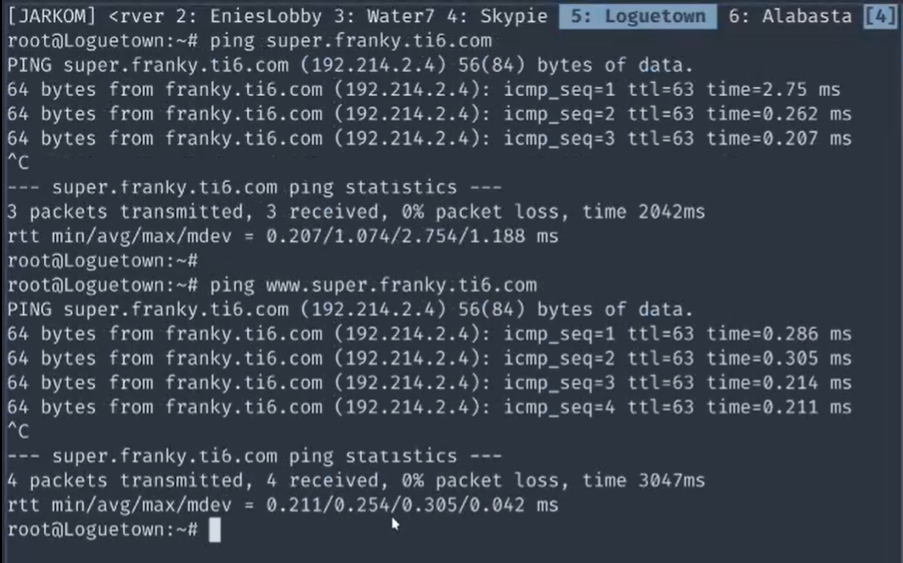 [JARKOM] <rver 2: EniesLobby 3: Water7 4: Skypie 5: Loguetown 6: Alabasta [4]
root@Loguetown:~# ping super.franky.ti6.com
PING super.franky.ti6.com (192.214.2.4) 56(84) bytes of data.
64 bytes from franky.ti6.com (192.214.2.4): icmp_seq=1 ttl=63 time=2.75 ms
64 bytes from franky.ti6.com (192.214.2.4): icmp_seq=2 ttl=63 time=0.262 ms
64 bytes from franky.ti6.com (192.214.2.4): icmp_seq=3 ttl=63 time=0.207 ms
^C
--- super.franky.ti6.com ping statistics ---
3 packets transmitted, 3 received, 0% packet loss, time 2042ms
rtt min/avg/max/mdev = 0.207/1.074/2.754/1.188 ms
root@Loguetown:~#
root@Loguetown:~# ping www.super.franky.ti6.com
PING super.franky.ti6.com (192.214.2.4) 56(84) bytes of data.
64 bytes from franky.ti6.com (192.214.2.4): icmp_seq=1 ttl=63 time=0.286 ms
64 bytes from franky.ti6.com (192.214.2.4): icmp_seq=2 ttl=63 time=0.305 ms
64 bytes from franky.ti6.com (192.214.2.4): icmp_seq=3 ttl=63 time=0.214 ms
64 bytes from franky.ti6.com (192.214.2.4): icmp_seq=4 ttl=63 time=0.211 ms
^C
--- super.franky.ti6.com ping statistics ---
4 packets transmitted, 4 received, 0% packet loss, time 3047ms
rtt min/avg/max/mdev = 0.211/0.254/0.305/0.042 ms
root@Loguetown:~#